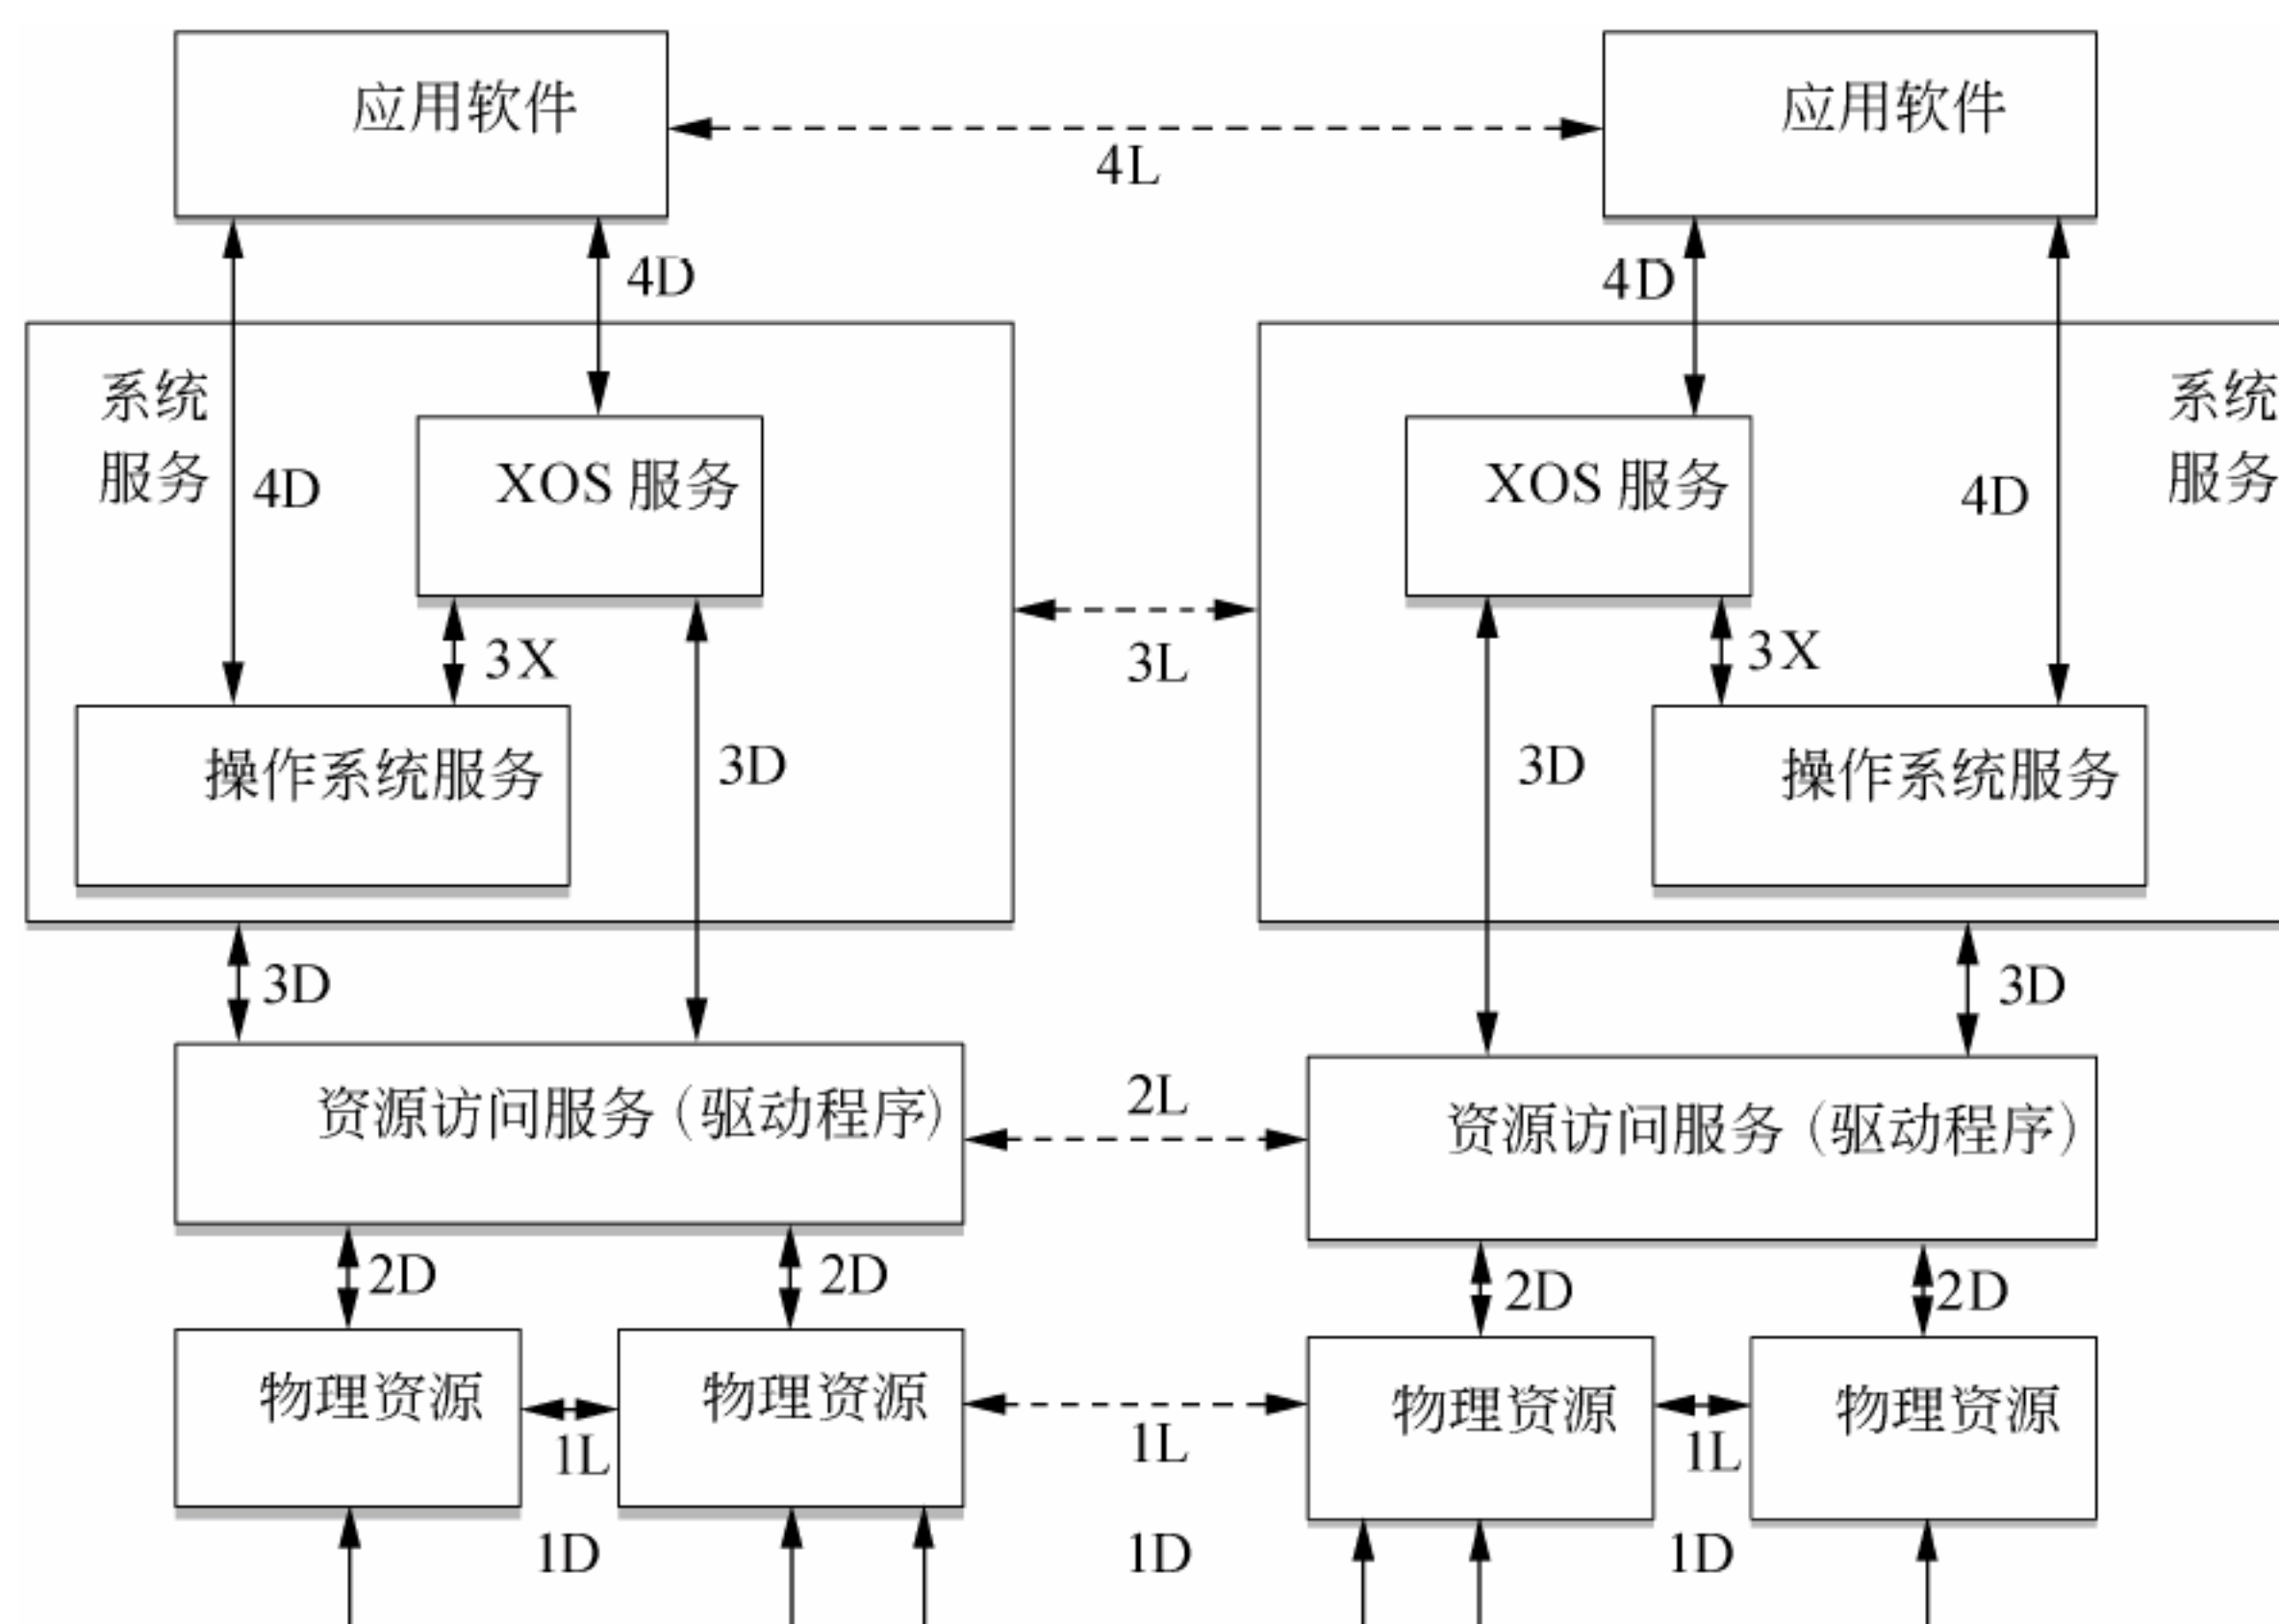 应用软件
应用软件
4L
4D
4D
系统
服务
4D
XOS 服务
XOS 服务
4D
系统
服务
3X
3L
3X
操作系统服务
3D
3D
操作系统服务
3D
3D
资源访问服务（驱动程序）
2L
资源访问服务（驱动程序）
2D
2D
2D
2D
物理资源
1L
物理资源
1L
物理资源
1L
物理资源
1D
1D
1D